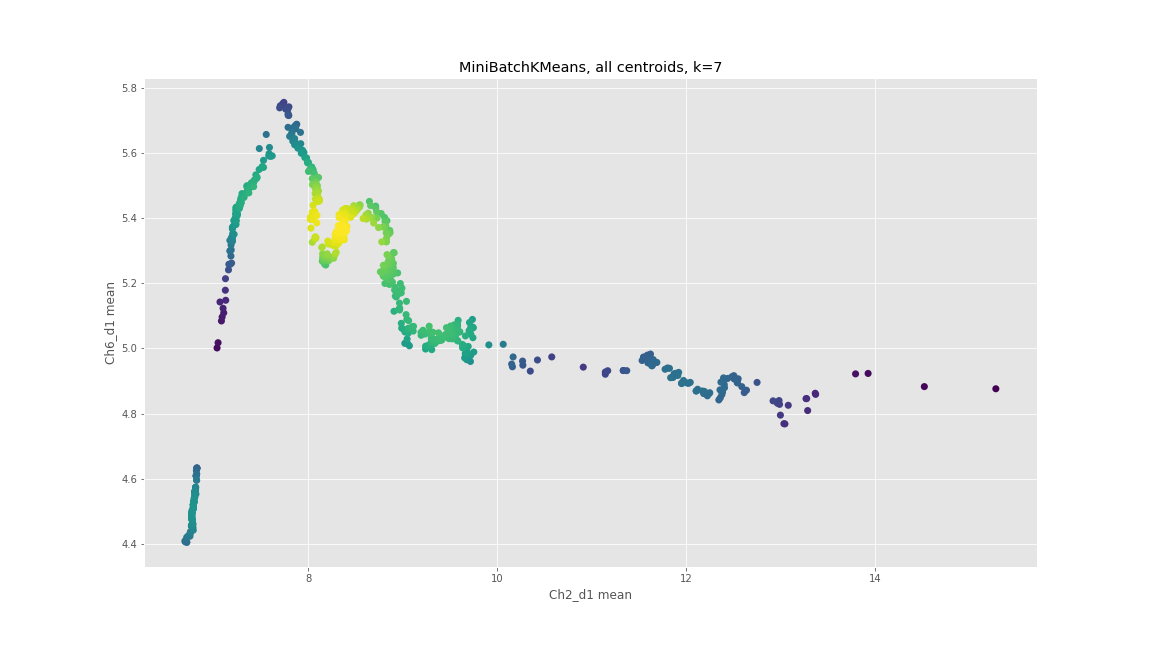 MiniBatchKMeans, all centroids, k=7
5.8
5.6
5.4
5.2
5.0
4.8
4.6
4.4
Ch6_d1 mean
8 10 12 14
Ch2_d1 mean